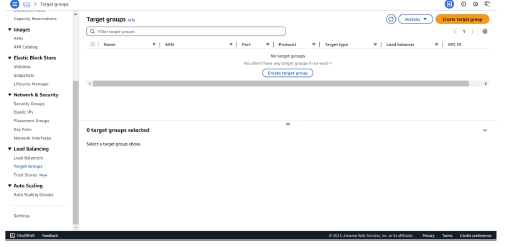 > Target groups
Capacity Reservations
Images
AMIs
AMI Catalog
Elastic Block Store
Volumes
Snapshots
Lifecycle Manager
Network & Security
Security Groups
Elastic IPs
Placement Groups
Key Pairs
Network Interfaces
Load Balancing
Load Balancers
Target Groups
Trust Stores New
Auto Scaling
Auto Scaling Groups
Settings
Target groups Info
Actions
Create target group
Filter target groups
1
Name ARN Port Protocol Target type Load balancer VPC ID
No target groups
You don't have any target groups in us-east-1
Create target group
0 target groups selected
Select a target group above.
CloudShell Feedback
© 2025, Amazon Web Services, Inc. or its affiliates. Privacy Terms Cookie preferences